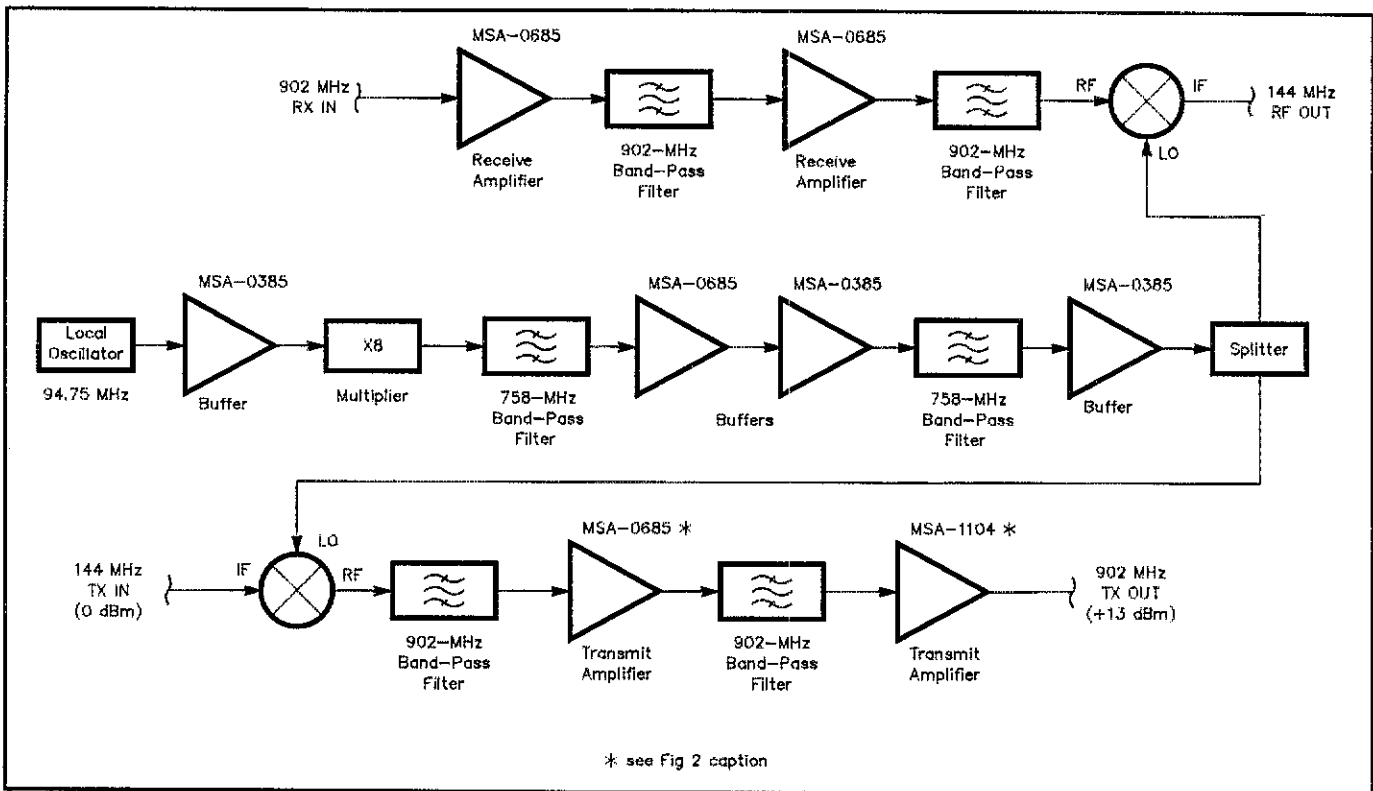 MSA-0685
MSA-0685
902 MHz
RX IN
RF
IF
144 MHz
RF OUT
LO
Receive
Amplifier
902-MHz
Band-Pass
Filter
Receive
Amplifier
902-MHz
Band-Pass
Filter
MSA-0385
MSA-0685
MSA-0385
MSA-0385
Local
Oscillator
X8
Splitter
94.75 MHz
Buffer
Multiplier
758-MHz
Band-Pass
Filter
Buffers
758-MHz
Band-Pass
Filter
Buffer
MSA-0685 *
MSA-1104 *
LO
144 MHz
TX IN
(0 dBm)
IF
RF
902 MHz
TX OUT
(+13 dBm)
902-MHz
Band-Pass
Filter
Transmit
Amplifier
902-MHz
Band-Pass
Filter
Transmit
Amplifier
* see Fig 2 caption